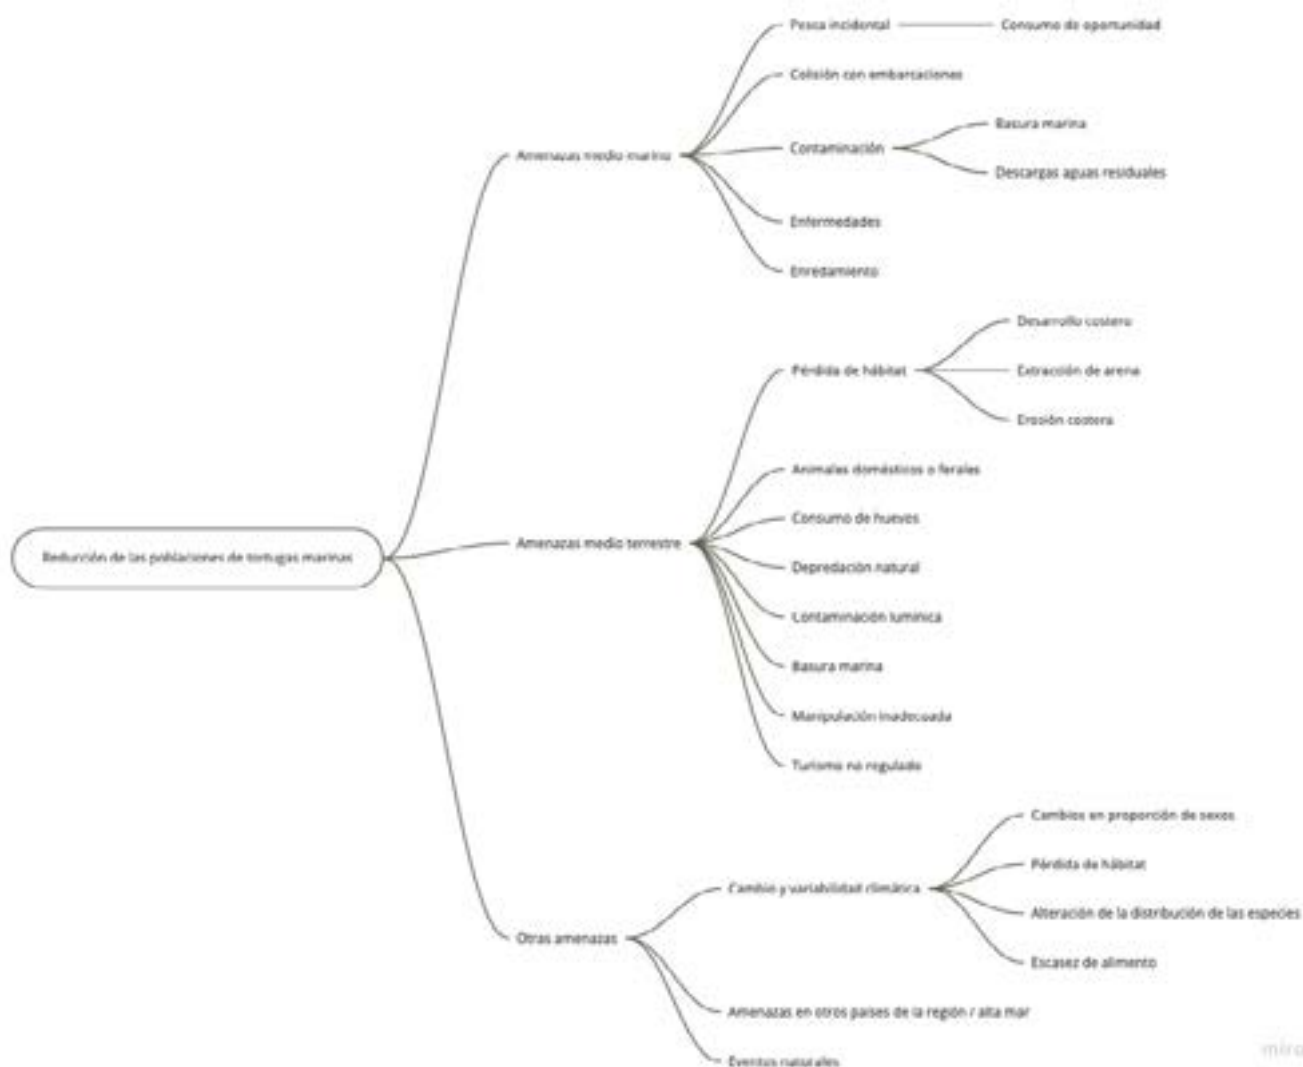 Pesca incidental
Consumo de oportunidad
Colisión con embarcaciones
Basura marina
Amenazas medio marino
Contaminación
Descargas aguas residuales
Enfermedades
Enredamiento
Desarrollo costero
Pérdida de hábitat
Extracción de arena
Erosión costera
Animales domésticos o ferales
Consumo de huevos
Reducción de las poblaciones de tortugas marinas
Amenazas medio terrestre
Depredación natural
Contaminación lumínica
Basura marina
Manipulación inadecuada
Turismo no regulado
Cambios en proporción de sexos
Pérdida de hábitat
Cambio y variabilidad climática
Alteración de la distribución de las especies
Otras amenazas
Escasez de alimento
Amenazas en otros países de la región / alta mar
Eventos naturales
miro